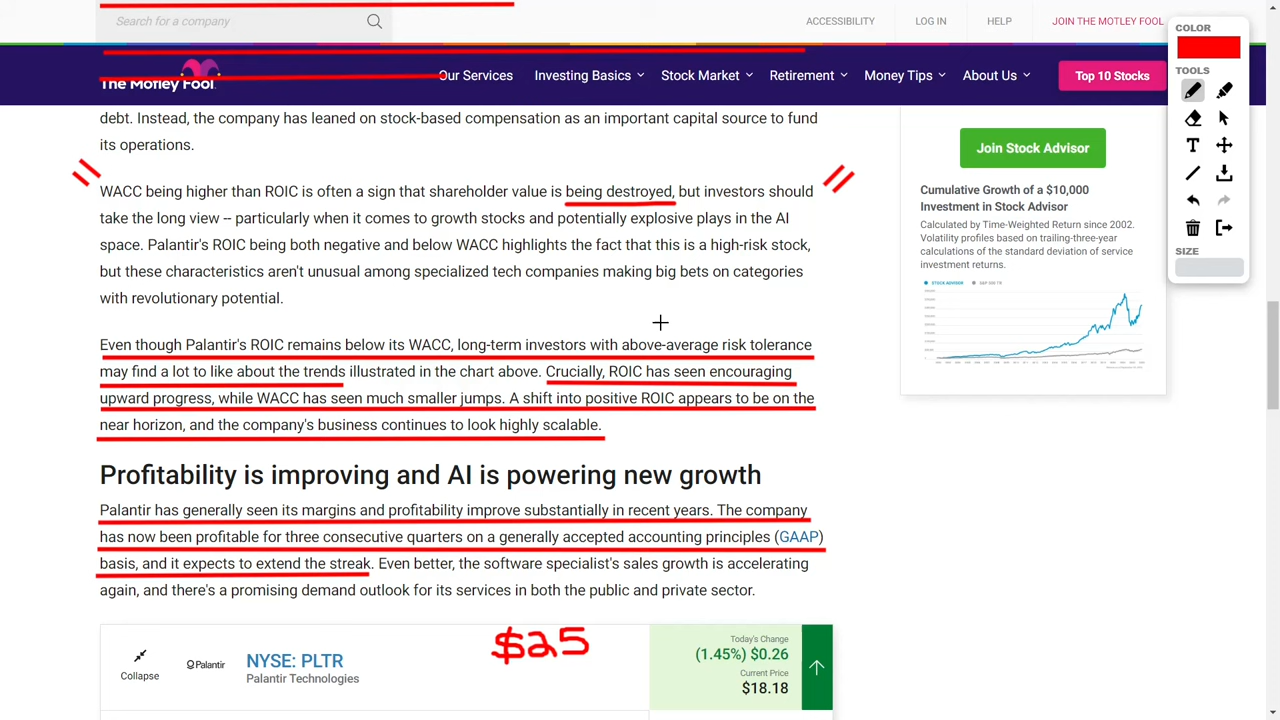 Search for a company
ACCESSIBILITY LOG IN HELP JOIN THE MOTLEY FOOL
The Motley Fool.
Our Services Investing Basics Stock Market Retirement Money Tips About Us Top 10 Stocks
COLOR
TOOLS
T
SIZE
debt. Instead, the company has leaned on stock-based compensation as an important capital source to fund
its operations.
WACC being higher than ROIC is often a sign that shareholder value is being destroyed, but investors should
take the long view -- particularly when it comes to growth stocks and potentially explosive plays in the AI
space. Palantir's ROIC being both negative and below WACC highlights the fact that this is a high-risk stock,
but these characteristics aren't unusual among specialized tech companies making big bets on categories
with revolutionary potential.
Even though Palantir's ROIC remains below its WACC, long-term investors with above-average risk tolerance
may find a lot to like about the trends illustrated in the chart above. Crucially, ROIC has seen encouraging
upward progress, while WACC has seen much smaller jumps. A shift into positive ROIC appears to be on the
near horizon, and the company's business continues to look highly scalable.
Profitability is improving and AI is powering new growth
Palantir has generally seen its margins and profitability improve substantially in recent years. The company
has now been profitable for three consecutive quarters on a generally accepted accounting principles (GAAP)
basis, and it expects to extend the streak. Even better, the software specialist's sales growth is accelerating
again, and there's a promising demand outlook for its services in both the public and private sector.
Collapse
Palantir
NYSE: PLTR
Palantir Technologies
$25
Today's Change
(1.45%) $0.26
Current Price
$18.18
Join Stock Advisor
Cumulative Growth of a $10,000
Investment in Stock Advisor
Calculated by Time-Weighted Return since 2002.
Volatility profiles based on trailing-three-year
calculations of the standard deviation of service
investment returns.
STOCK ADVISOR S&P 500 TR